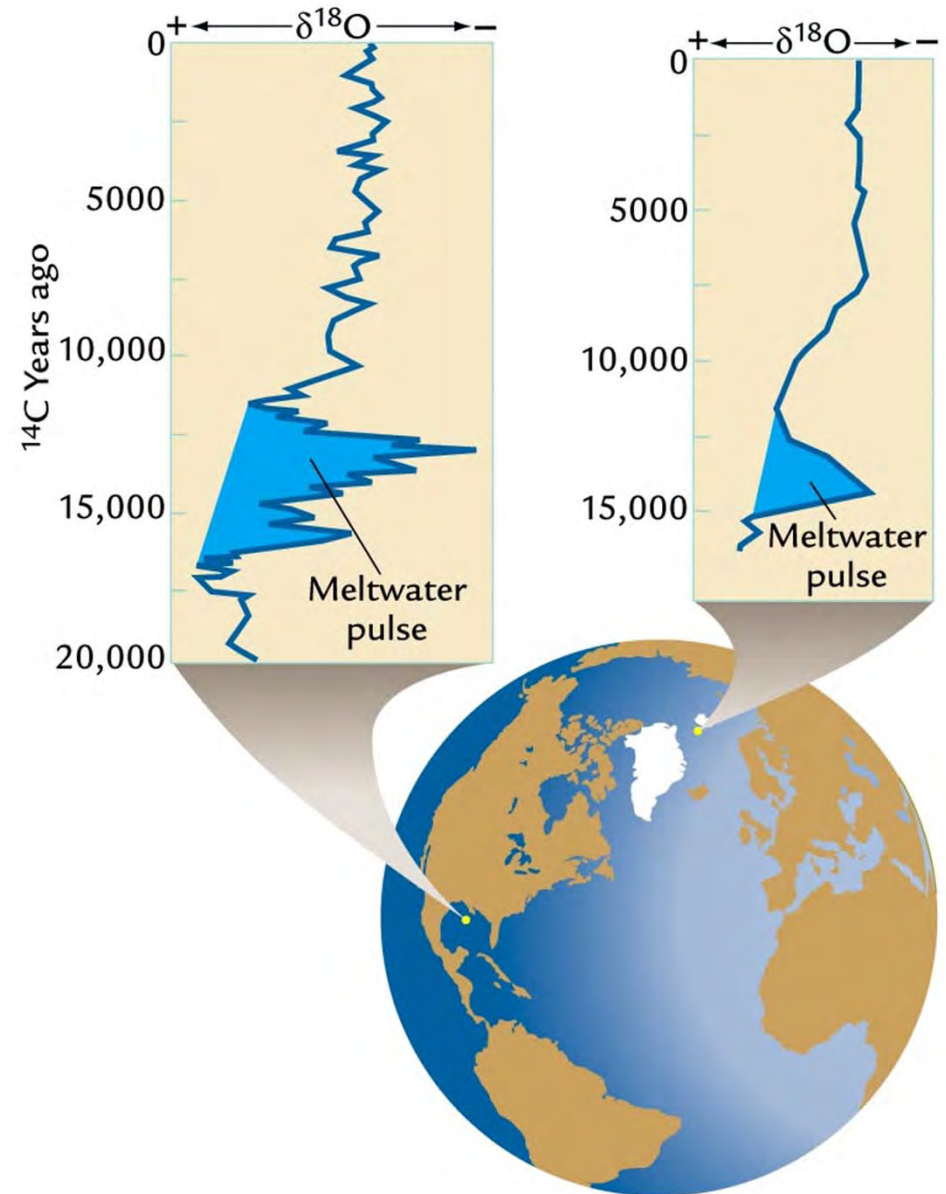 + δ¹⁸O −
0
5000
10,000
15,000
20,000
¹⁴C Years ago
Meltwater
pulse
+ δ¹⁸O −
0
5000
10,000
15,000
Meltwater
pulse